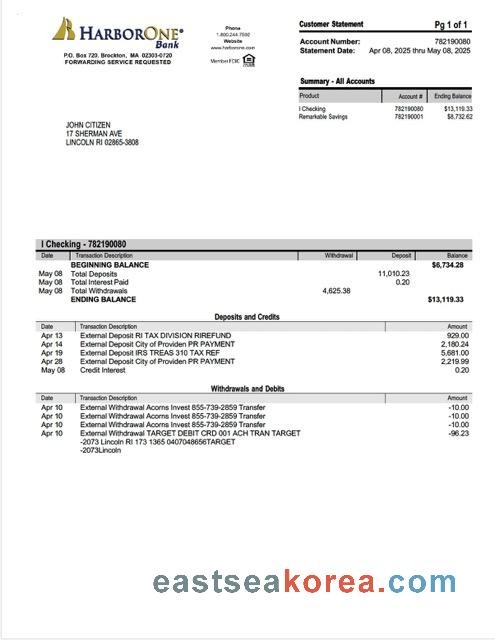 HARBORONE®
Bank
P.O. Box 720, Brockton, MA 02303-0720
FORWARDING SERVICE REQUESTED
Phone
1.800.244.7592
Website
www.harborone.com
Member FDIC
Customer Statement Pg 1 of 1
Account Number: 782190080
Statement Date: Apr 08, 2025 thru May 08, 2025
Summary - All Accounts
Product Account # Ending Balance
I Checking 782190080 $13,119.33
Remarkable Savings 782190001 $8,732.62
JOHN CITIZEN
17 SHERMAN AVE
LINCOLN RI 02865-3808
I Checking - 782190080
Date Transaction Description Withdrawal Deposit Balance
BEGINNING BALANCE $6,734.28
May 08 Total Deposits 11,010.23
May 08 Total Interest Paid 0.20
May 08 Total Withdrawals 4,625.38
ENDING BALANCE $13,119.33
Deposits and Credits
Date Transaction Description Amount
Apr 13 External Deposit RI TAX DIVISION RIREFUND 929.00
Apr 14 External Deposit City of Providen PR PAYMENT 2,180.24
Apr 19 External Deposit IRS TREAS 310 TAX REF 5,681.00
Apr 28 External Deposit City of Providen PR PAYMENT 2,219.99
May 08 Credit Interest 0.20
Withdrawals and Debits
Date Transaction Description Amount
Apr 10 External Withdrawal Acorns Invest 855-739-2859 Transfer -10.00
Apr 10 External Withdrawal Acorns Invest 855-739-2859 Transfer -10.00
Apr 10 External Withdrawal Acorns Invest 855-739-2859 Transfer -10.00
Apr 10 External Withdrawal TARGET DEBIT CRD 001 ACH TRAN TARGET -96.23
-2073 Lincoln RI 173 1365 0407048656TARGET
-2073Lincoln
eastseakorea.com